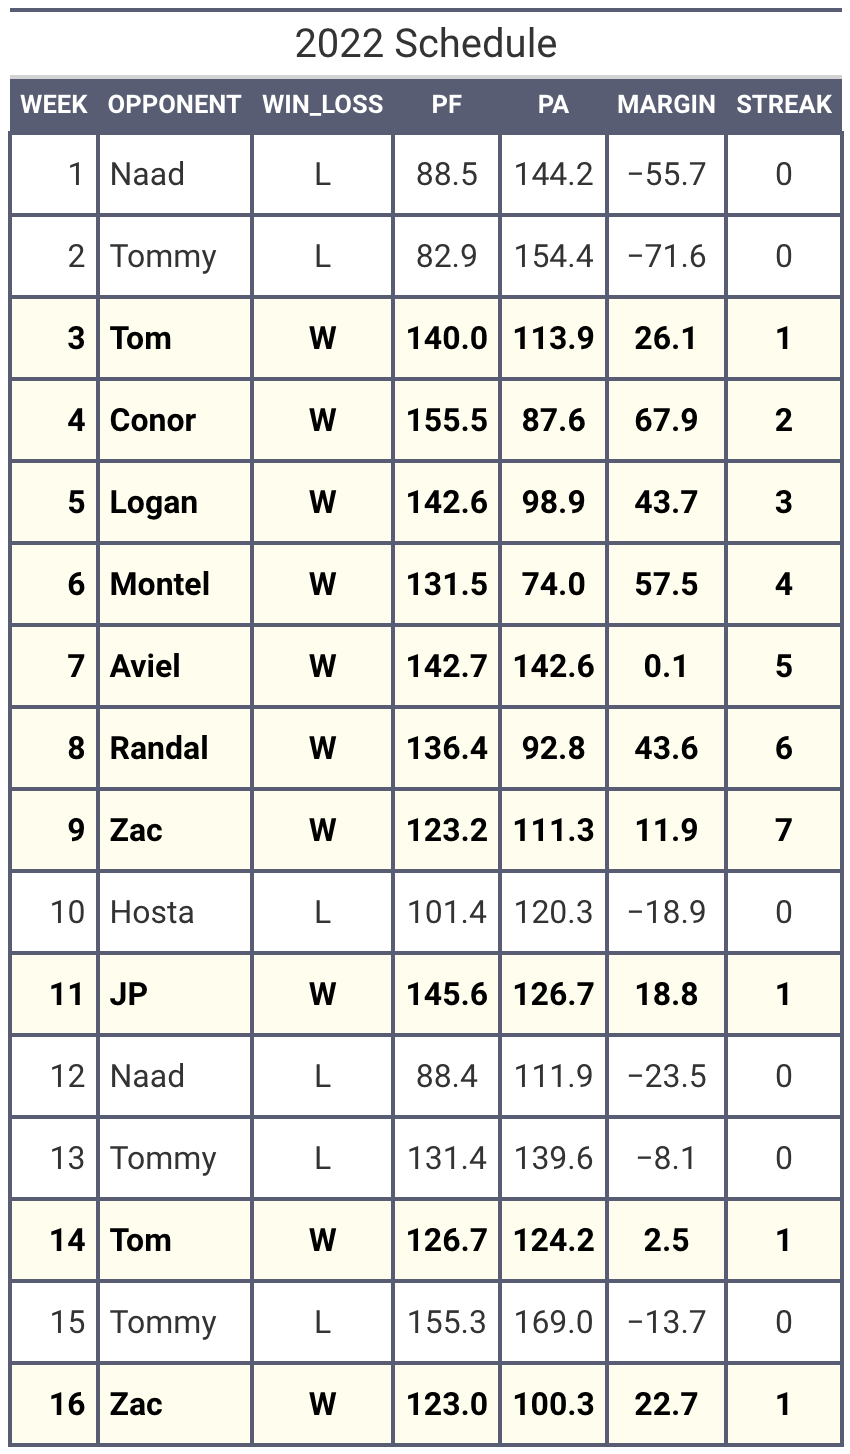 2022 Schedule
WEEK OPPONENT WIN_LOSS PF PA MARGIN STREAK
1 Naad L 88.5 144.2 −55.7 0
2 Tommy L 82.9 154.4 −71.6 0
3 Tom W 140.0 113.9 26.1 1
4 Conor W 155.5 87.6 67.9 2
5 Logan W 142.6 98.9 43.7 3
6 Montel W 131.5 74.0 57.5 4
7 Aviel W 142.7 142.6 0.1 5
8 Randal W 136.4 92.8 43.6 6
9 Zac W 123.2 111.3 11.9 7
10 Hosta L 101.4 120.3 −18.9 0
11 JP W 145.6 126.7 18.8 1
12 Naad L 88.4 111.9 −23.5 0
13 Tommy L 131.4 139.6 −8.1 0
14 Tom W 126.7 124.2 2.5 1
15 Tommy L 155.3 169.0 −13.7 0
16 Zac W 123.0 100.3 22.7 1